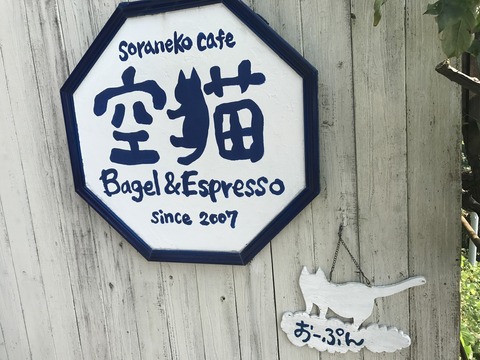 soraneko cafe
空猫
Bagel & Espresso
since 2007
おーぷん